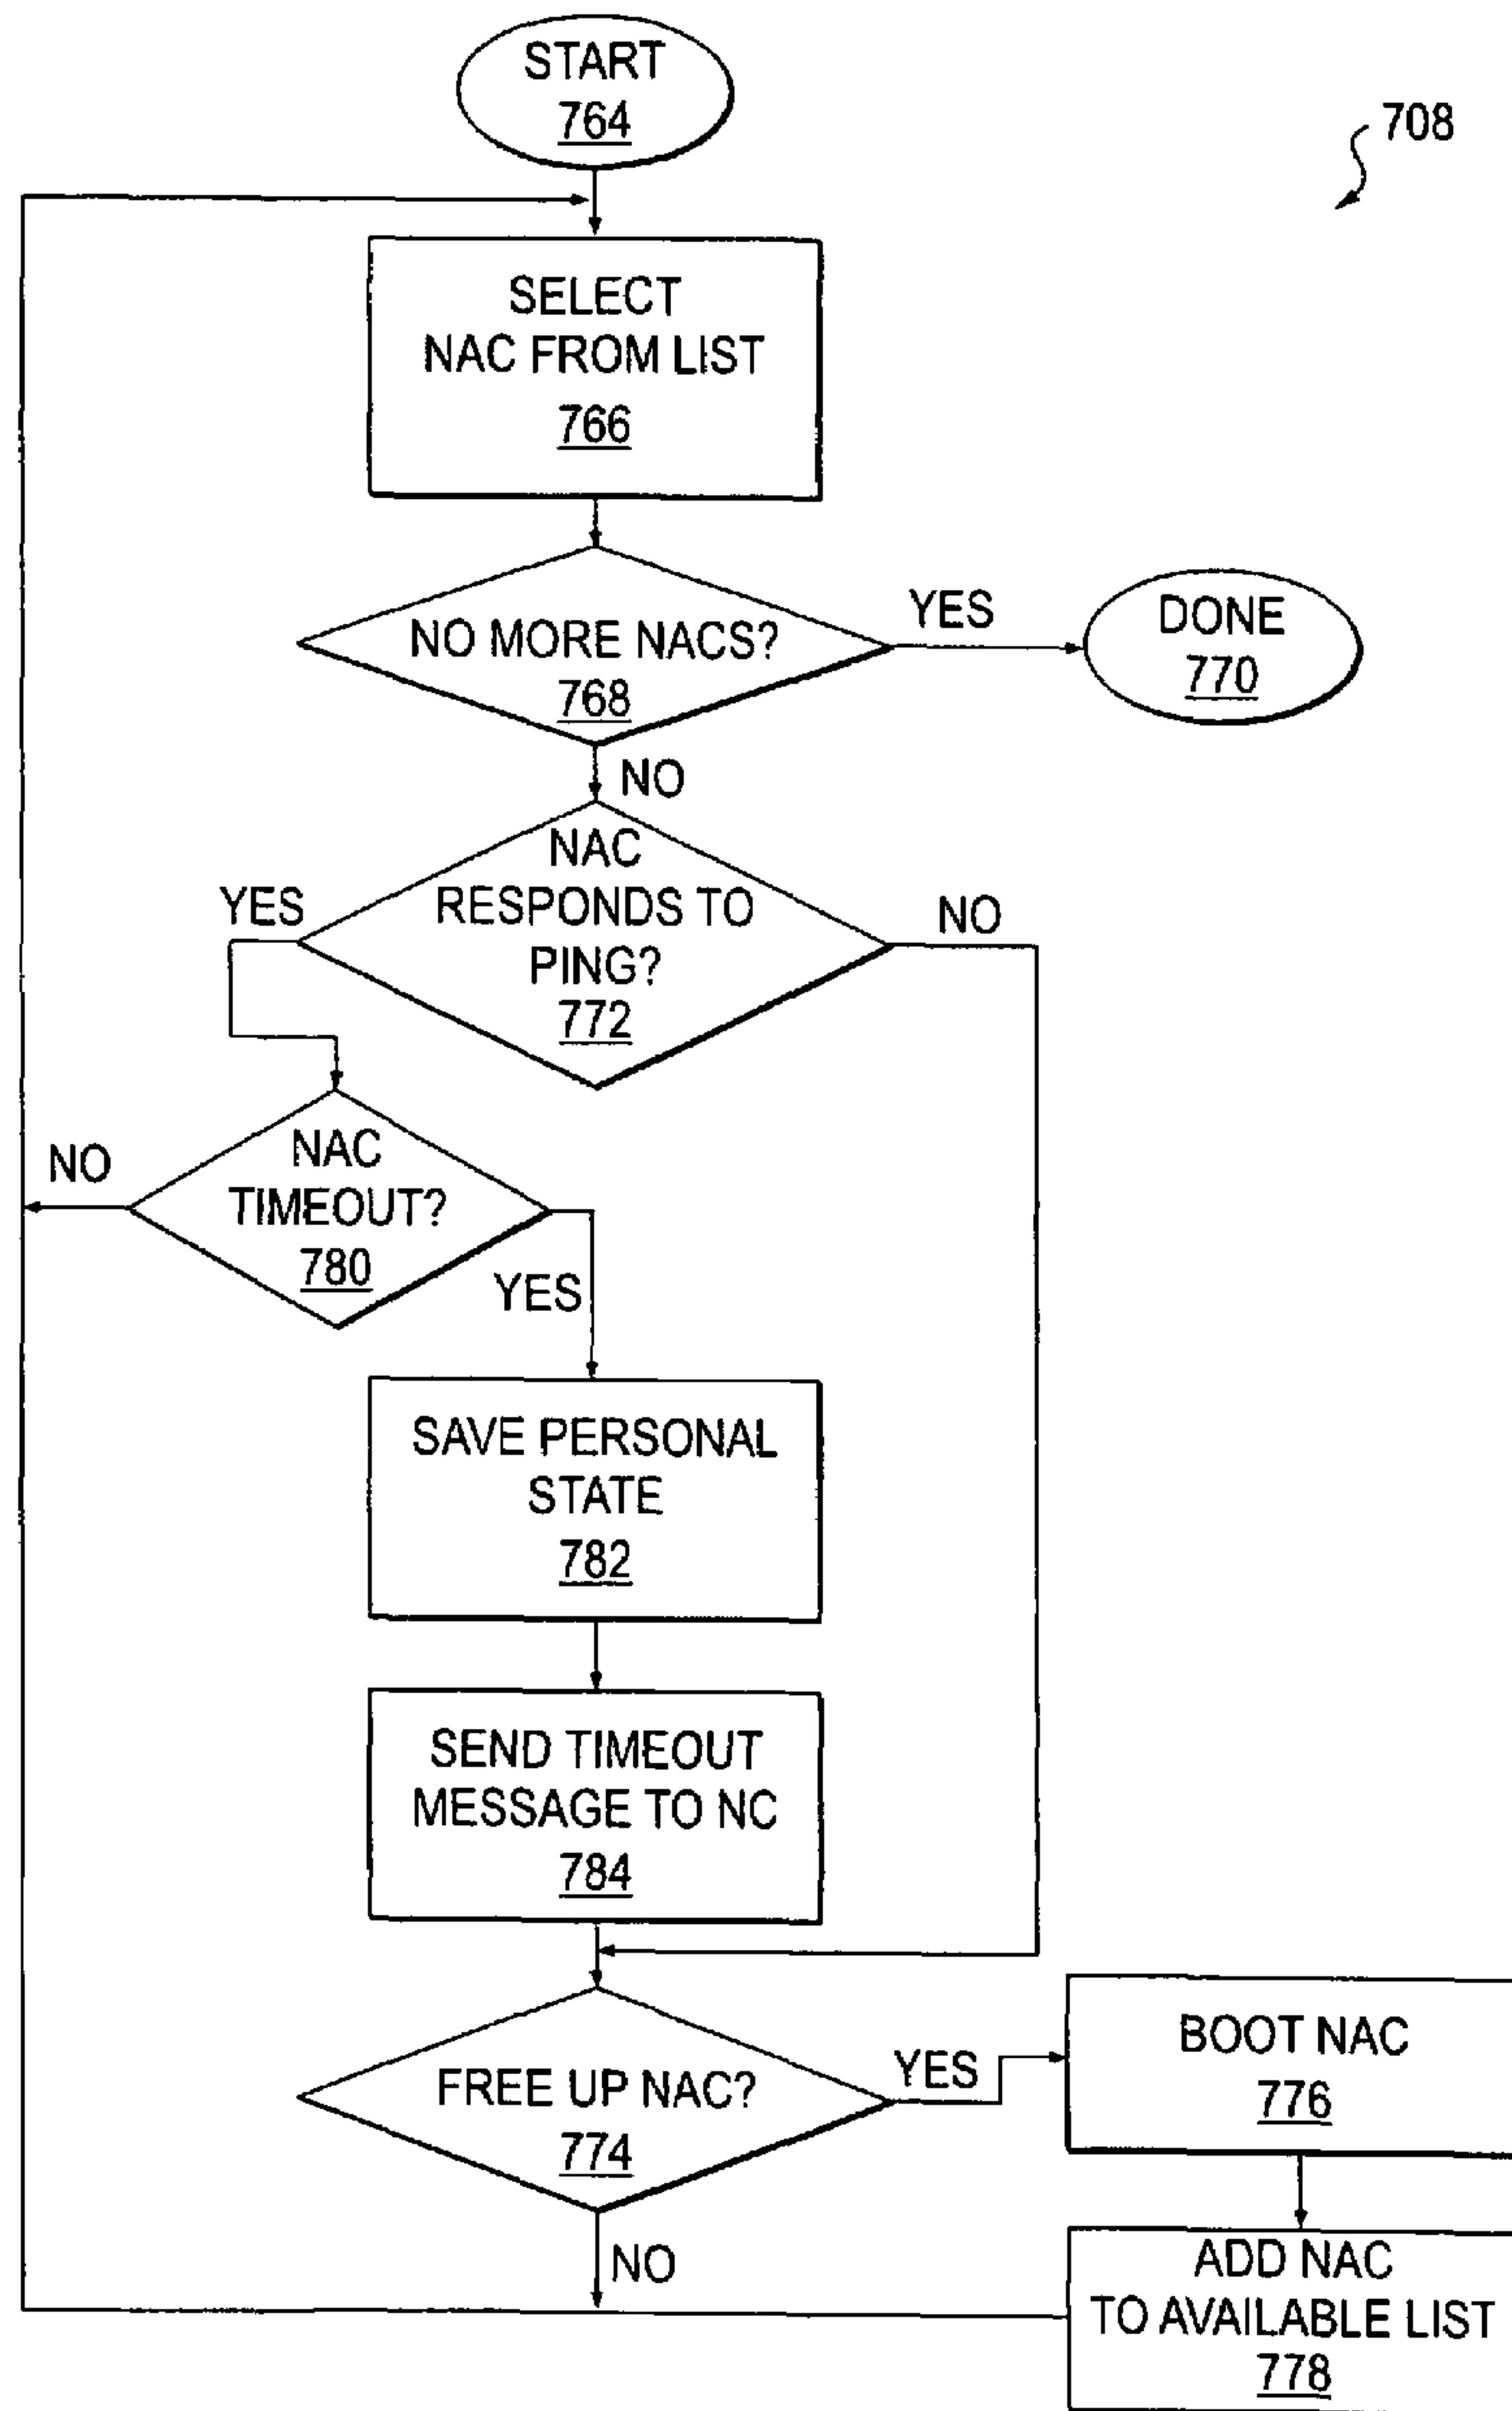 START
764
708
SELECT
NAC FROM LIST
766
NO MORE NACS?
768
YES
DONE
770
NO
NAC
RESPONDS TO
PING?
772
YES
NO
NAC
TIMEOUT?
780
NO
YES
SAVE PERSONAL
STATE
782
SEND TIMEOUT
MESSAGE TO NC
784
FREE UP NAC?
774
YES
BOOT NAC
776
NO
ADD NAC
TO AVAILABLE LIST
778